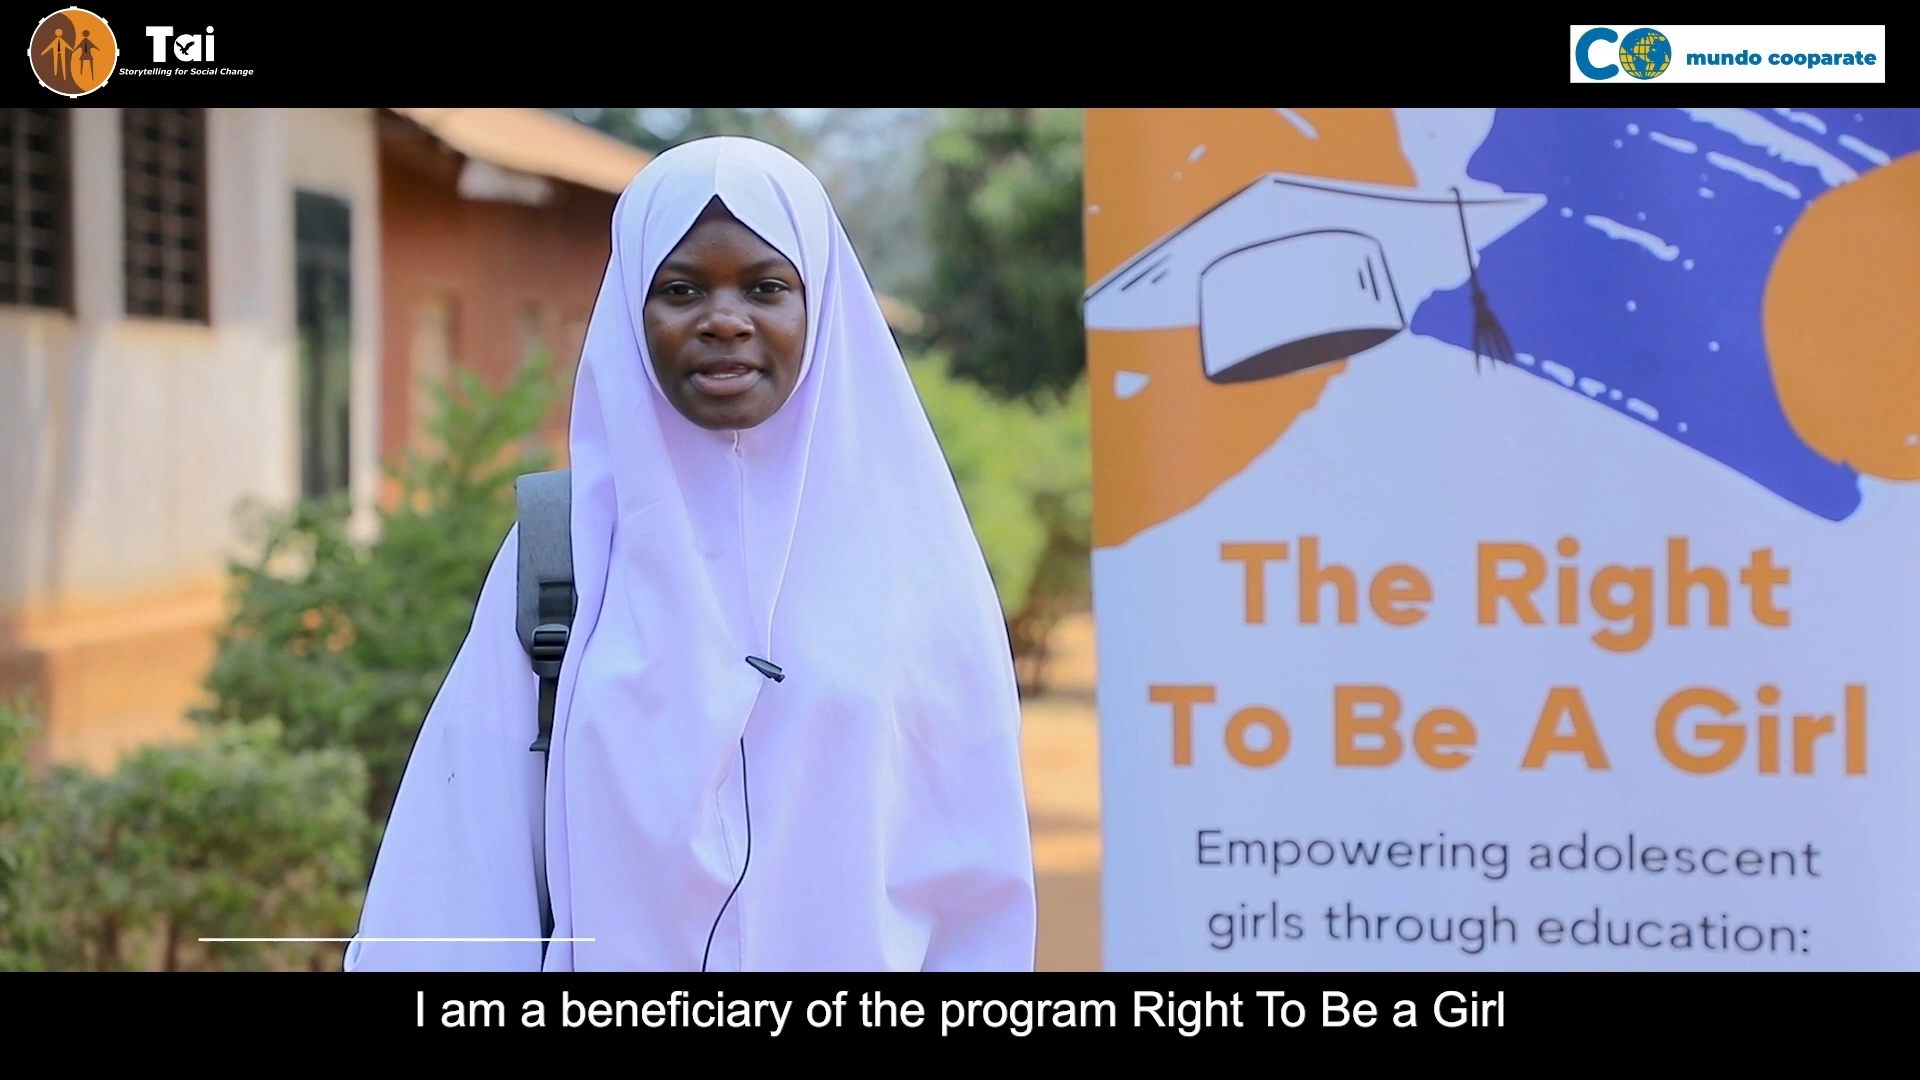 Tai
Storytelling for Social Change
CO mundo cooparate
The Right
To Be A Girl
Empowering adolescent
girls through education:
I am a beneficiary of the program Right To Be a Girl